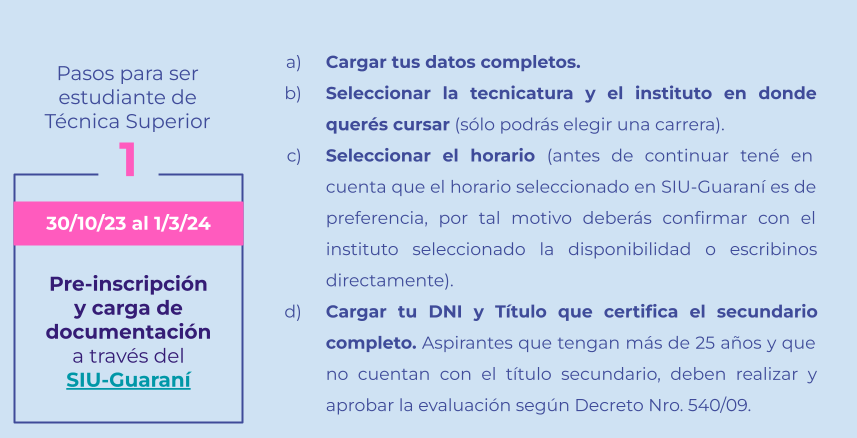 Pasos para ser
estudiante de
Técnica Superior
1
30/10/23 al 1/3/24
Pre-inscripción
y carga de
documentación
a través del
SIU-Guaraní
a) Cargar tus datos completos.
b) Seleccionar la tecnicatura y el instituto en donde
querés cursar (sólo podrás elegir una carrera).
c) Seleccionar el horario (antes de continuar tené en
cuenta que el horario seleccionado en SIU-Guaraní es de
preferencia, por tal motivo deberás confirmar con el
instituto seleccionado la disponibilidad o escribinos
directamente).
d) Cargar tu DNI y Título que certifica el secundario
completo. Aspirantes que tengan más de 25 años y que
no cuentan con el título secundario, deben realizar y
aprobar la evaluación según Decreto Nro. 540/09.